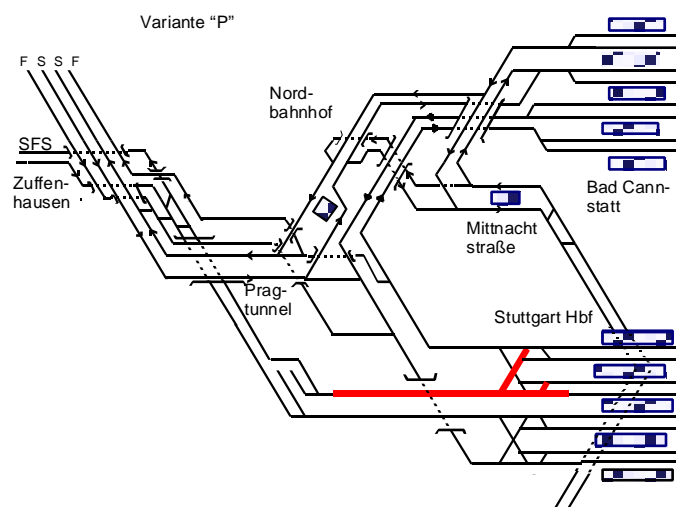 Variante “P”
F S S F
Nord-
bahnhof
SFS
Zuffen-
hausen
Bad Cann-
statt
Mittnacht
straße
Prag-
tunnel
Stuttgart Hbf